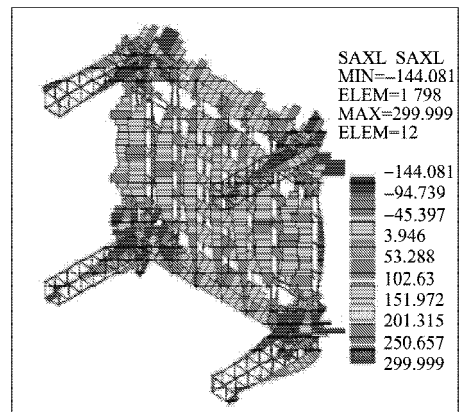 SAXL SAXL
MIN=-144.081
ELEM=1 798
MAX=299.999
ELEM=12
-144.081
-94.739
-45.397
3.946
53.288
102.63
151.972
201.315
250.657
299.999